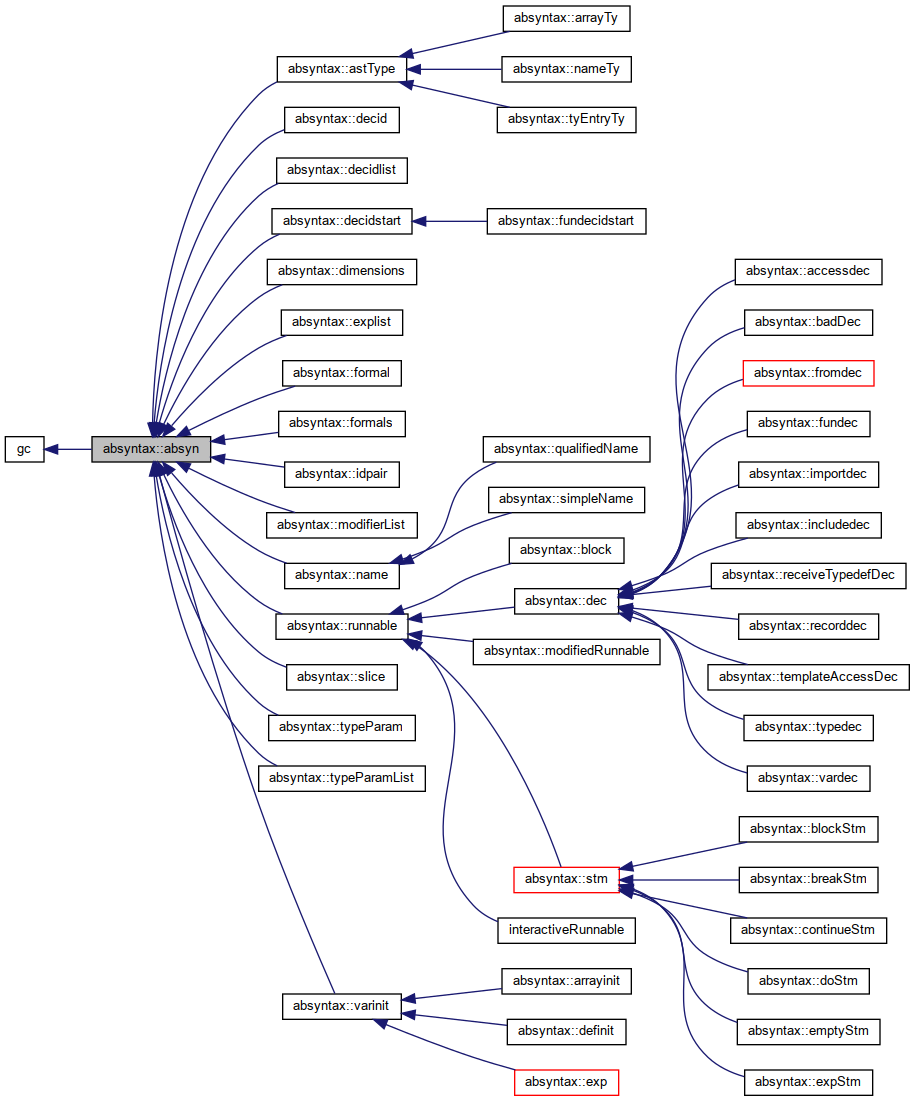 absyntax::arrayTy
absyntax::astType
absyntax::nameTy
absyntax::decid
absyntax::tyEntryTy
absyntax::decidlist
absyntax::decidstart
absyntax::fundecidstart
absyntax::dimensions
absyntax::accessdec
absyntax::explist
absyntax::badDec
absyntax::formal
absyntax::fromdec
absyntax::formals
absyntax::fundec
gc
absyntax::absyn
absyntax::qualifiedName
absyntax::idpair
absyntax::importdec
absyntax::simpleName
absyntax::modifierList
absyntax::includedec
absyntax::block
absyntax::name
absyntax::receiveTypedefDec
absyntax::dec
absyntax::runnable
absyntax::recorddec
absyntax::modifiedRunnable
absyntax::slice
absyntax::templateAccessDec
absyntax::typeParam
absyntax::typedec
absyntax::typeParamList
absyntax::vardec
absyntax::blockStm
absyntax::stm
absyntax::breakStm
interactiveRunnable
absyntax::continueStm
absyntax::arrayinit
absyntax::doStm
absyntax::varinit
absyntax::definit
absyntax::emptyStm
absyntax::exp
absyntax::expStm